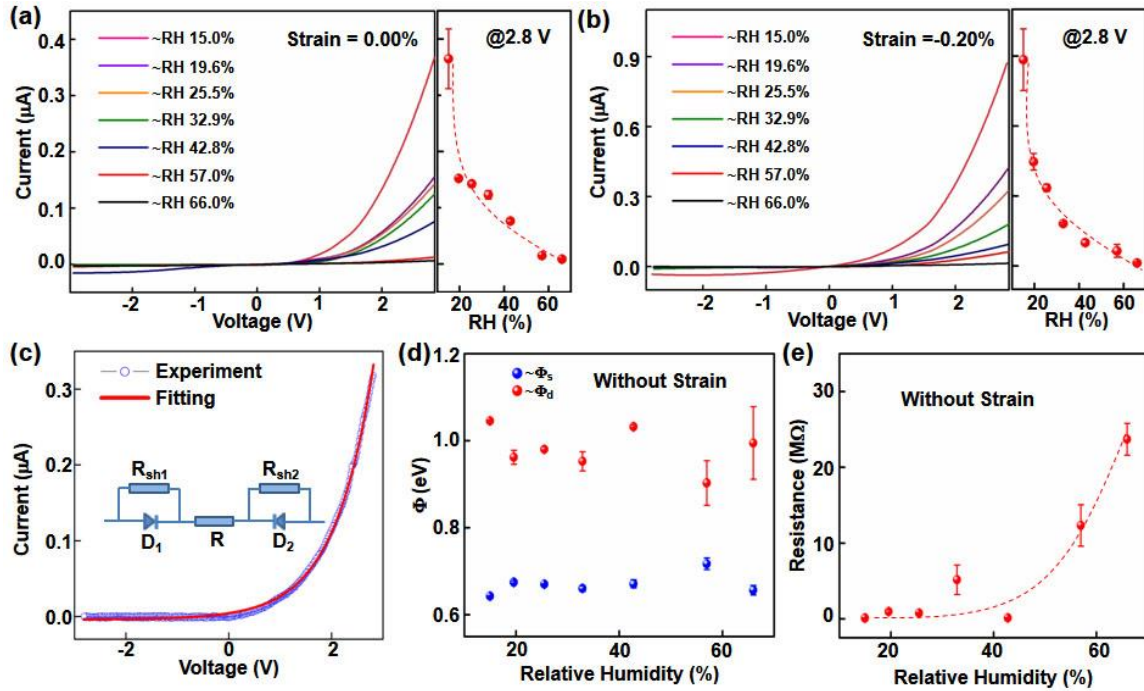 (a)
Current (µA)
0.4
0.3
0.2
0.1
0.0
~RH 15.0%
~RH 19.6%
~RH 25.5%
~RH 32.9%
~RH 42.8%
~RH 57.0%
~RH 66.0%
Strain = 0.00%
@2.8 V
-2 0 2
20 40 60
Voltage (V)
RH (%)
(b)
Current (µA)
0.9
0.6
0.3
0.0
~RH 15.0%
~RH 19.6%
~RH 25.5%
~RH 32.9%
~RH 42.8%
~RH 57.0%
~RH 66.0%
Strain =-0.20%
@2.8 V
-2 -1 0 1 2
20 40 60
Voltage (V)
RH (%)
(c)
Current (µA)
0.3
0.2
0.1
0.0
Experiment
Fitting
Rsh1 Rsh2
D1 R D2
-2 0 2
Voltage (V)
(d)
Φ (eV)
1.2
1.0
0.8
0.6
~Φs
~Φd
Without Strain
20 40 60
Relative Humidity (%)
(e)
Resistance (MΩ)
30
20
10
0
Without Strain
20 40 60
Relative Humidity (%)